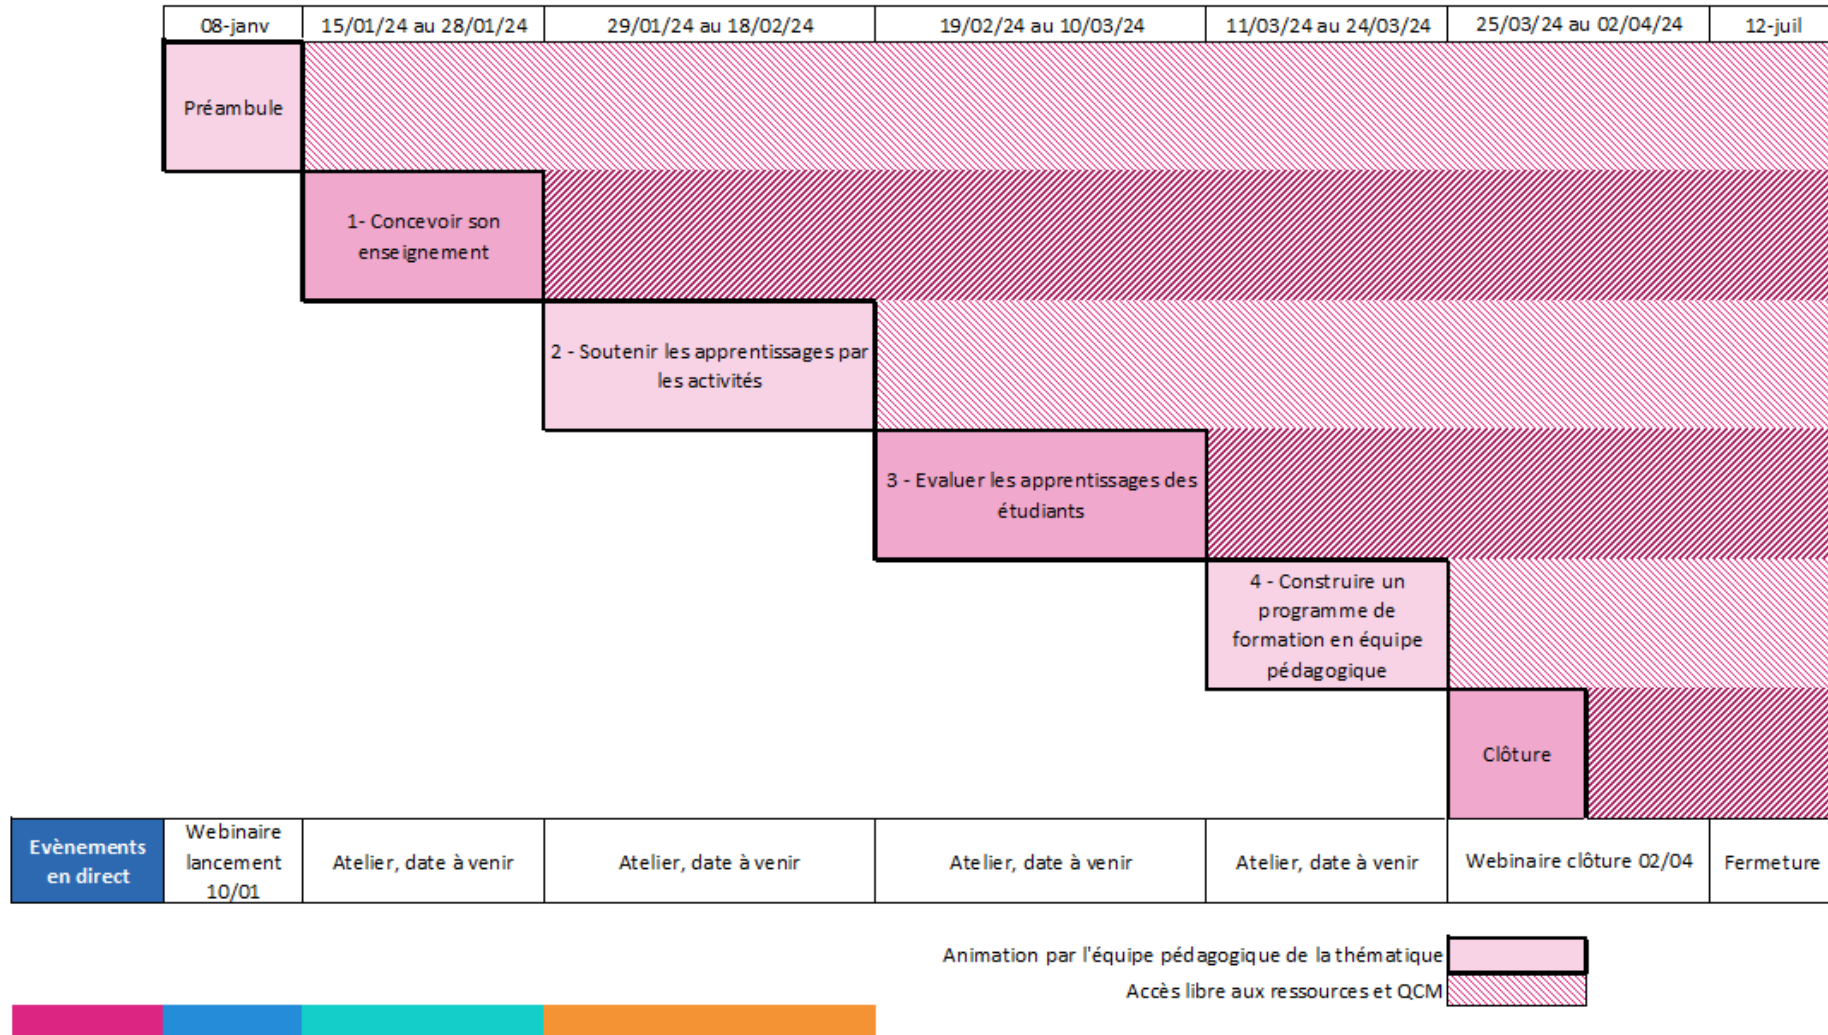 08-janv
15/01/24 au 28/01/24
29/01/24 au 18/02/24
19/02/24 au 10/03/24
11/03/24 au 24/03/24
25/03/24 au 02/04/24
12-juil
Préambule
1- Concevoir son
enseignement
2 - Soutenir les apprentissages par
les activités
3 - Evaluer les apprentissages des
étudiants
4 - Construire un
programme de
formation en équipe
pédagogique
Clôture
Evènements
en direct
Webinaire
lancement
10/01
Atelier, date à venir
Atelier, date à venir
Atelier, date à venir
Atelier, date à venir
Webinaire clôture 02/04
Fermeture
Animation par l'équipe pédagogique de la thématique
Accès libre aux ressources et QCM